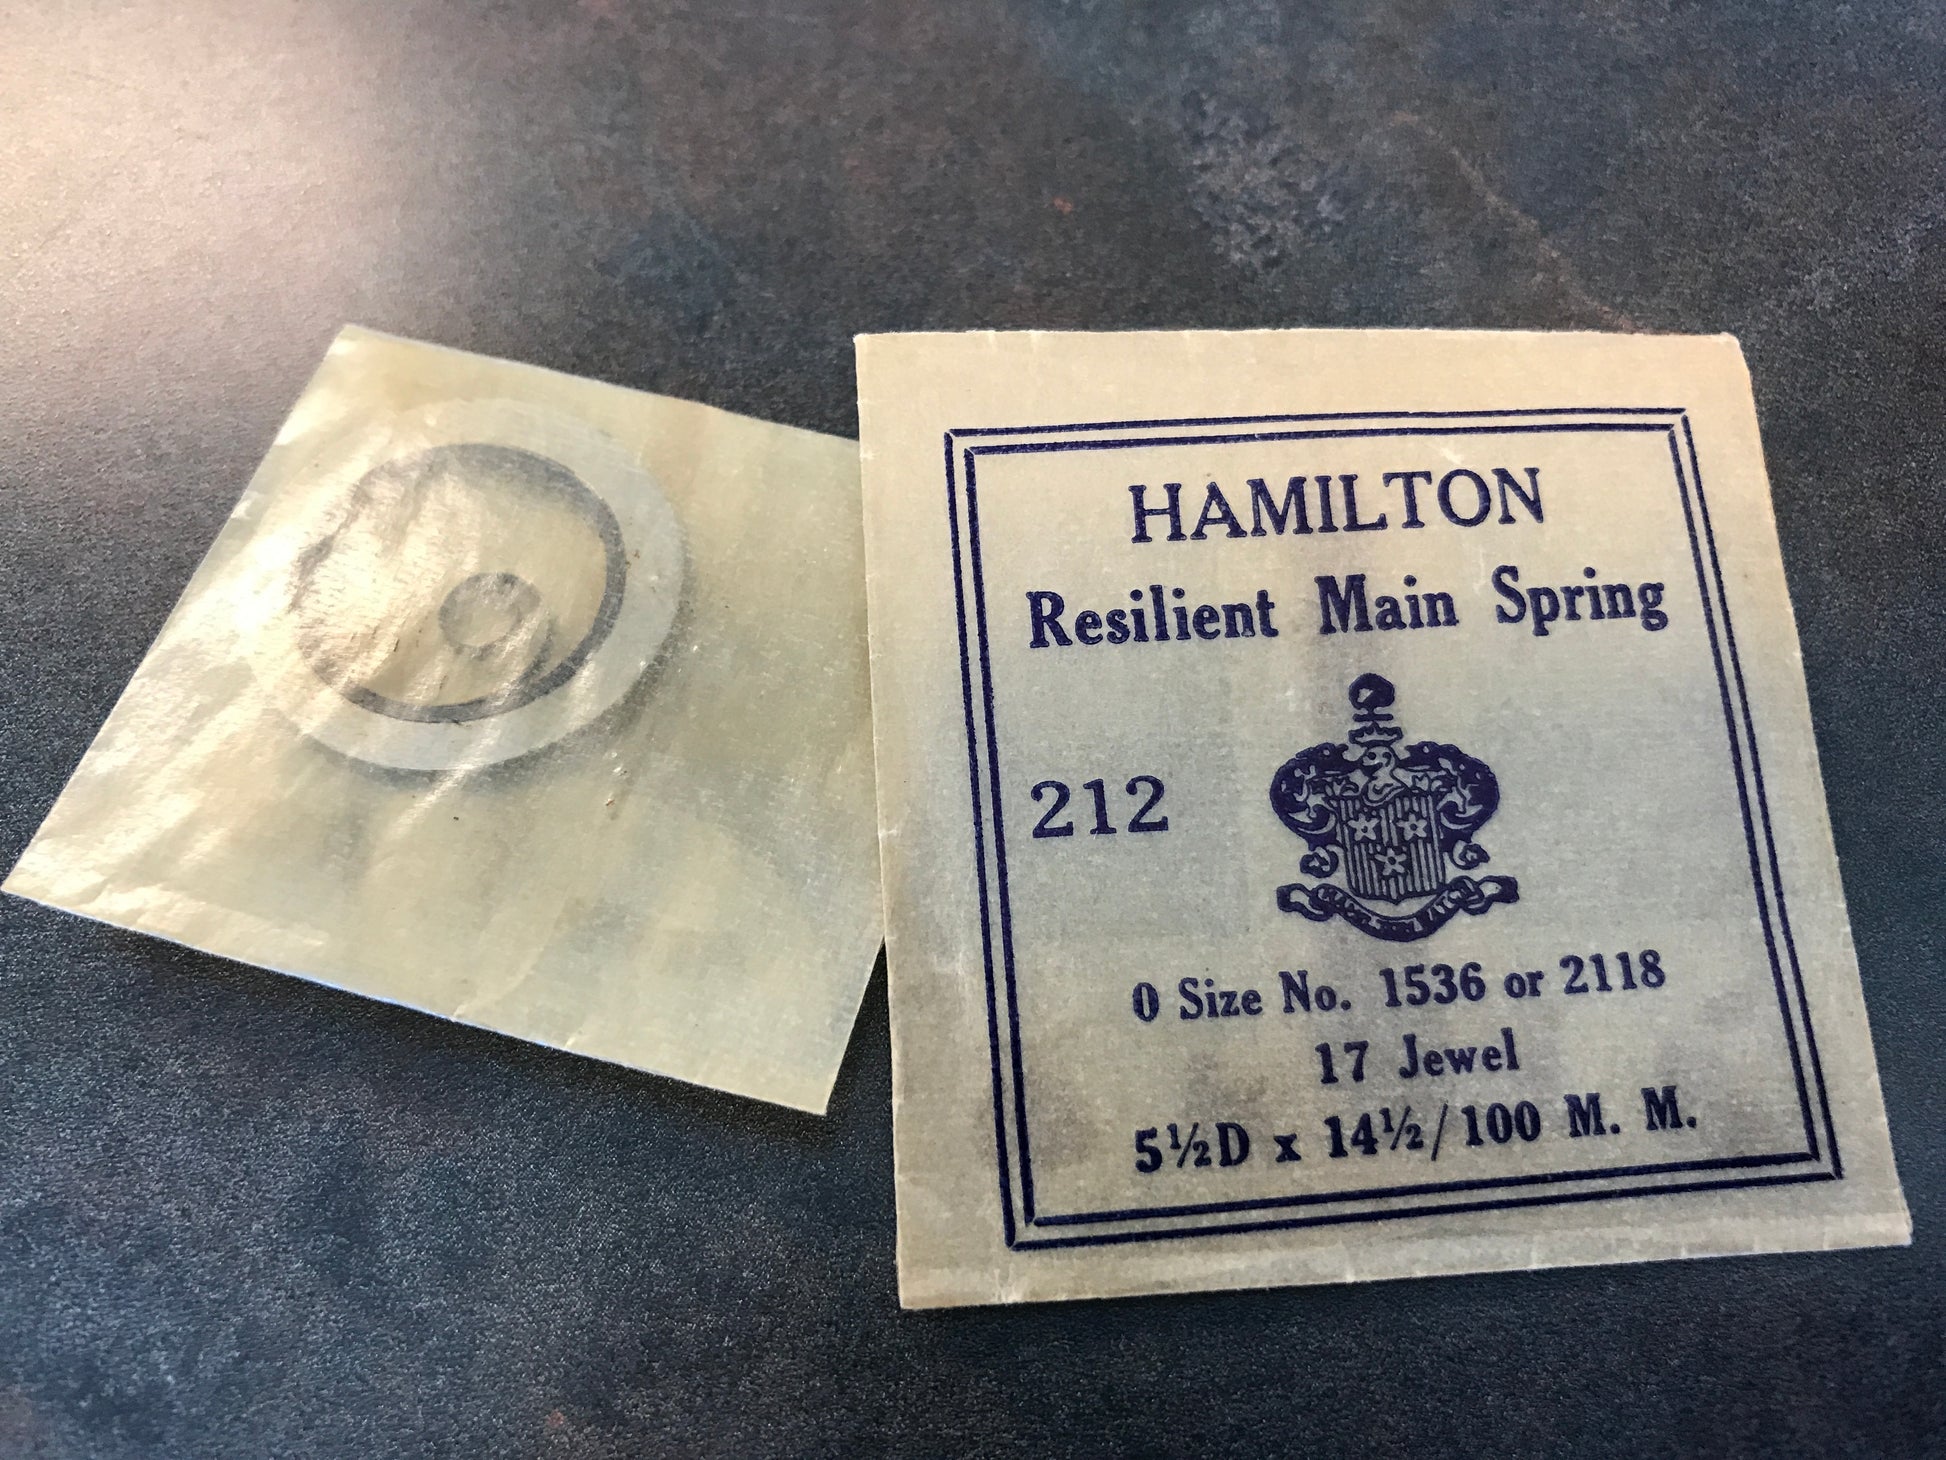 HAMILTON
Resilient Main Spring
212
0 Size No. 1536 or 2118
17 Jewel
5½D x 14½/100 M. M.